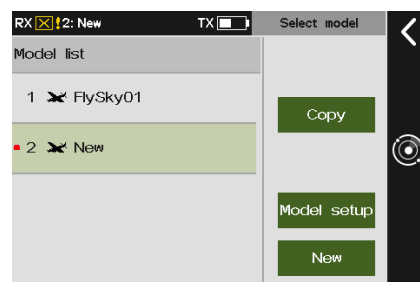 RX !2: New TX Select model
Model list
1 FlySky01
Copy
2 New
Model setup
New